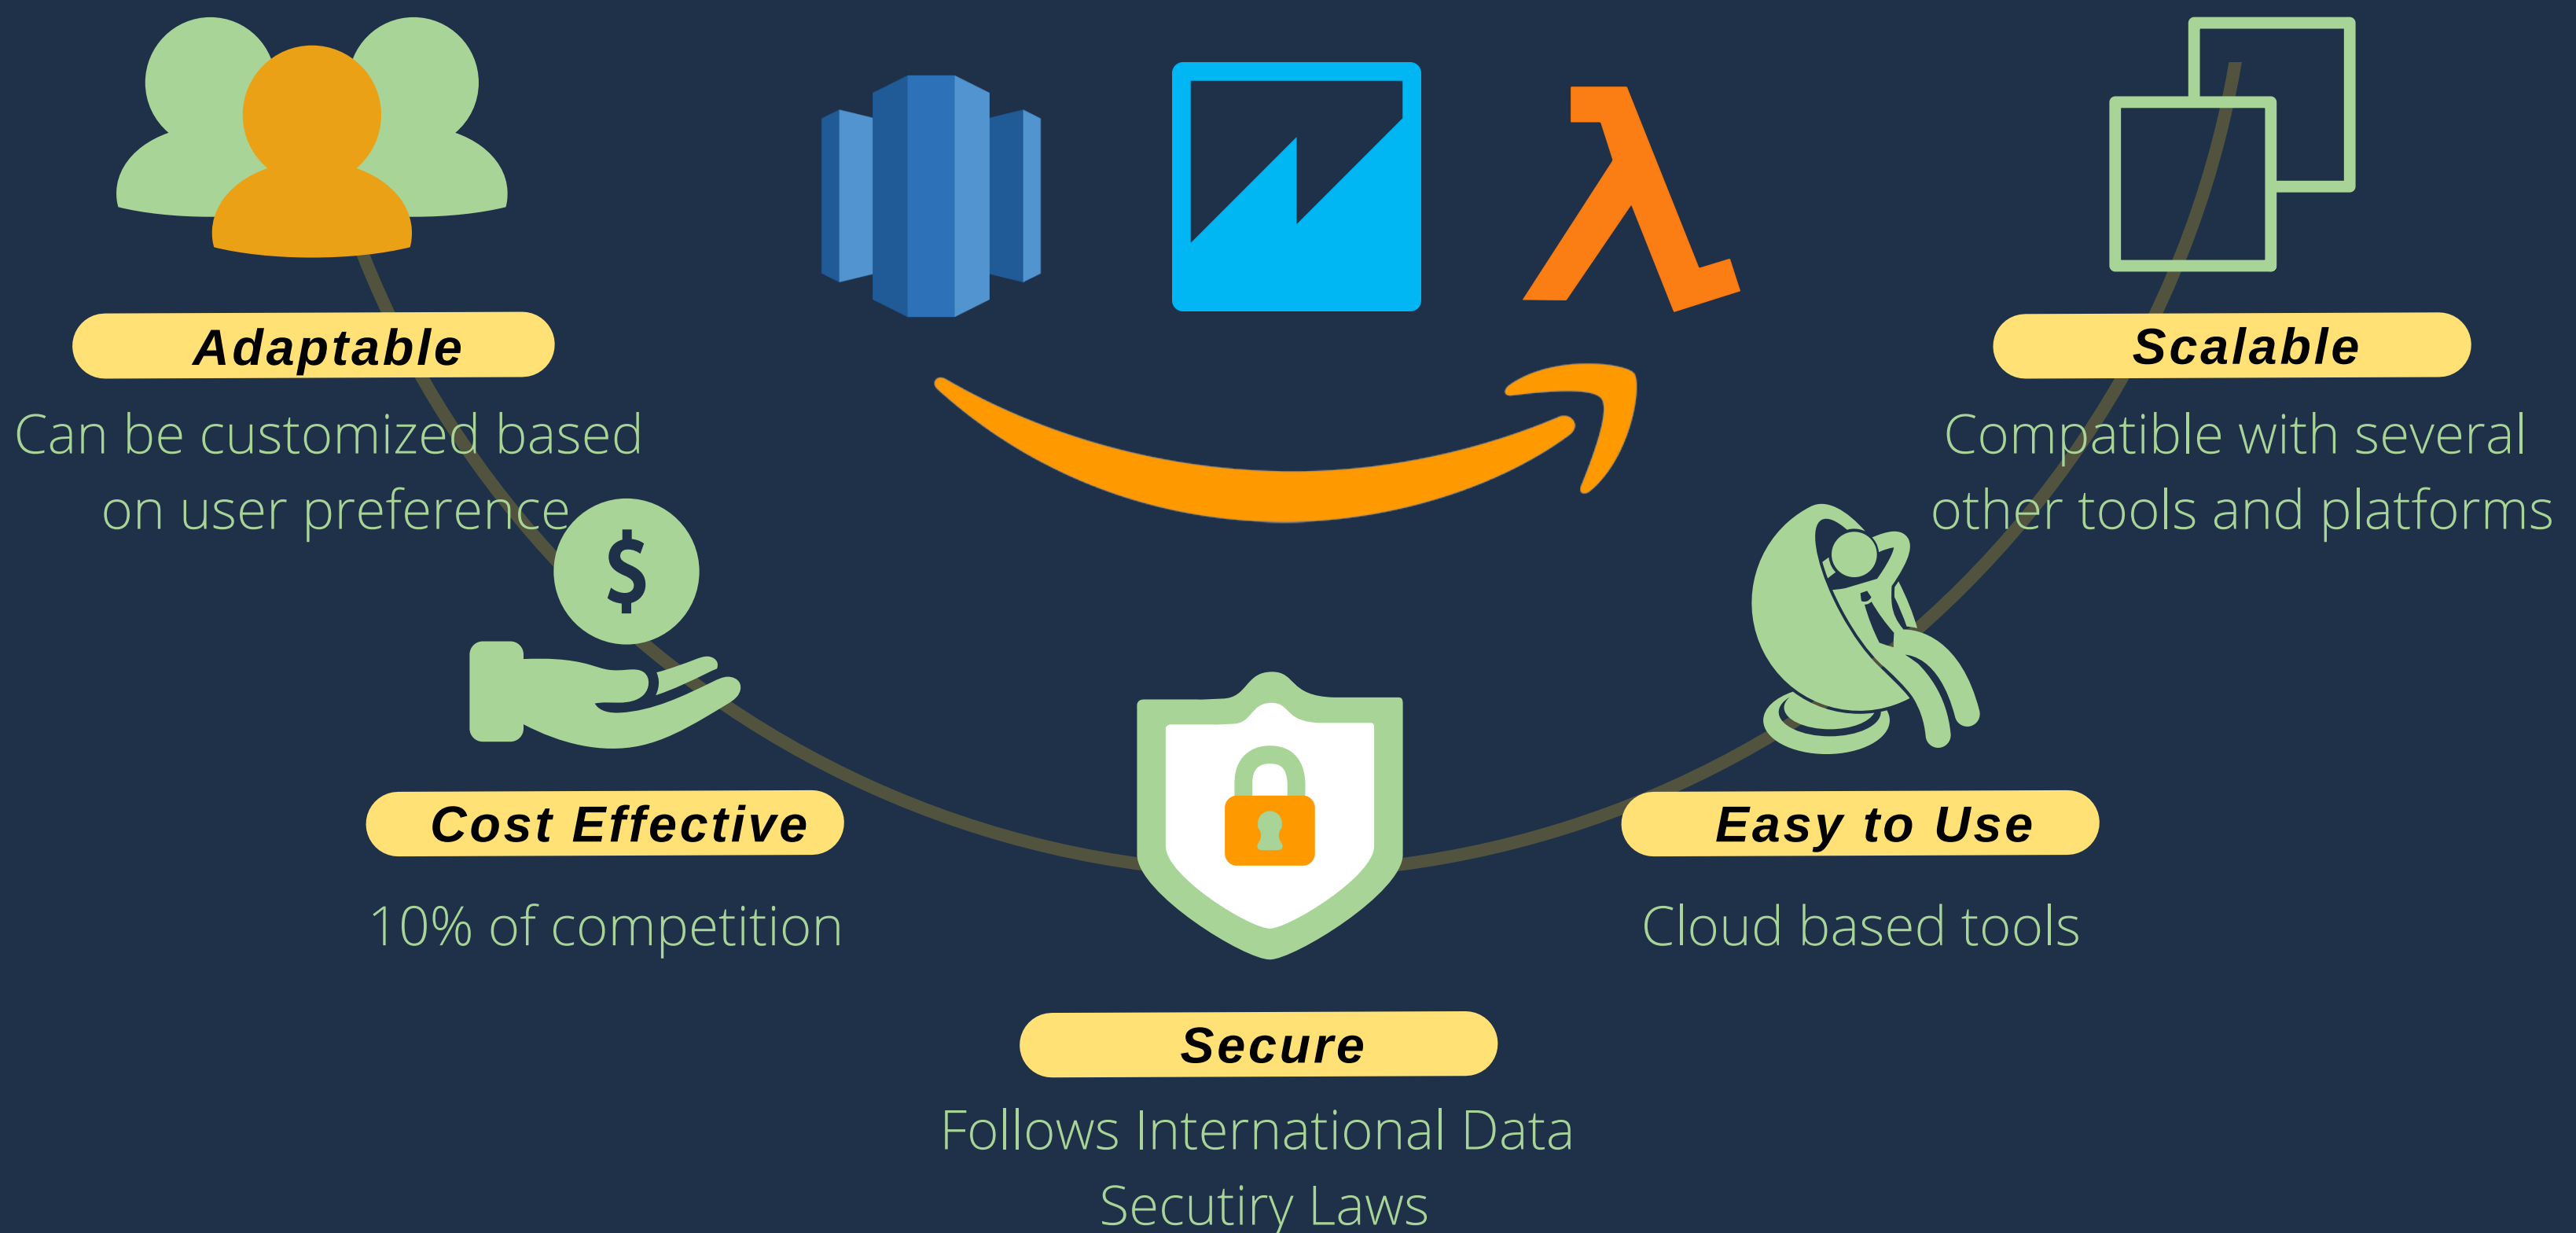 Adaptable
Can be customized based
on user preference
Scalable
Compatible with several
other tools and platforms
$
Cost Effective
10% of competition
Easy to Use
Cloud based tools
Secure
Follows International Data
Secutiry Laws